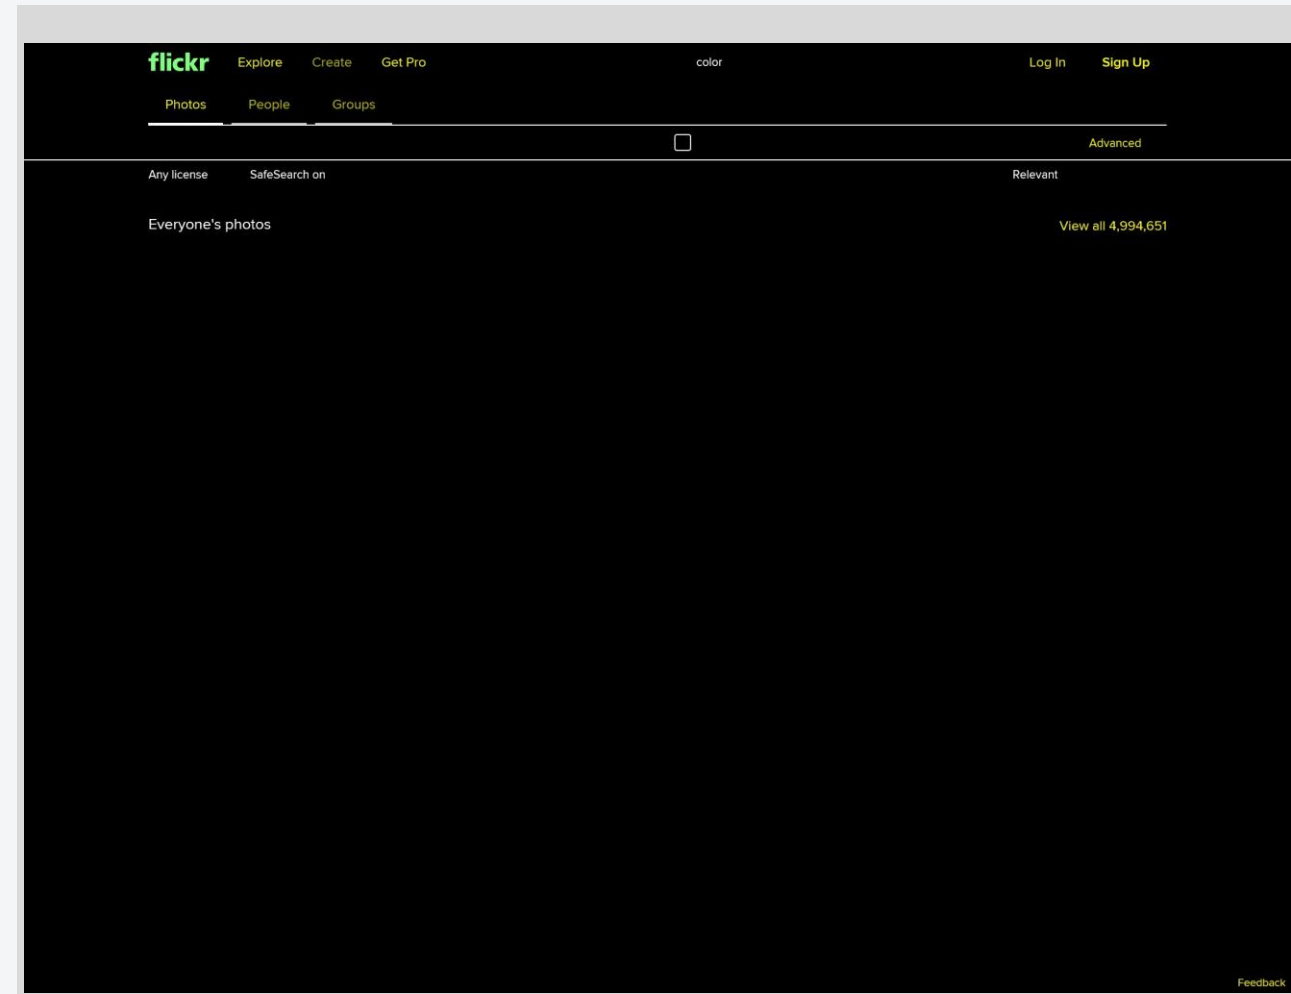 flickr Explore Create Get Pro color Log In Sign Up
Photos People Groups
Advanced
Any license SafeSearch on Relevant
Everyone's photos View all 4,994,651
Feedback